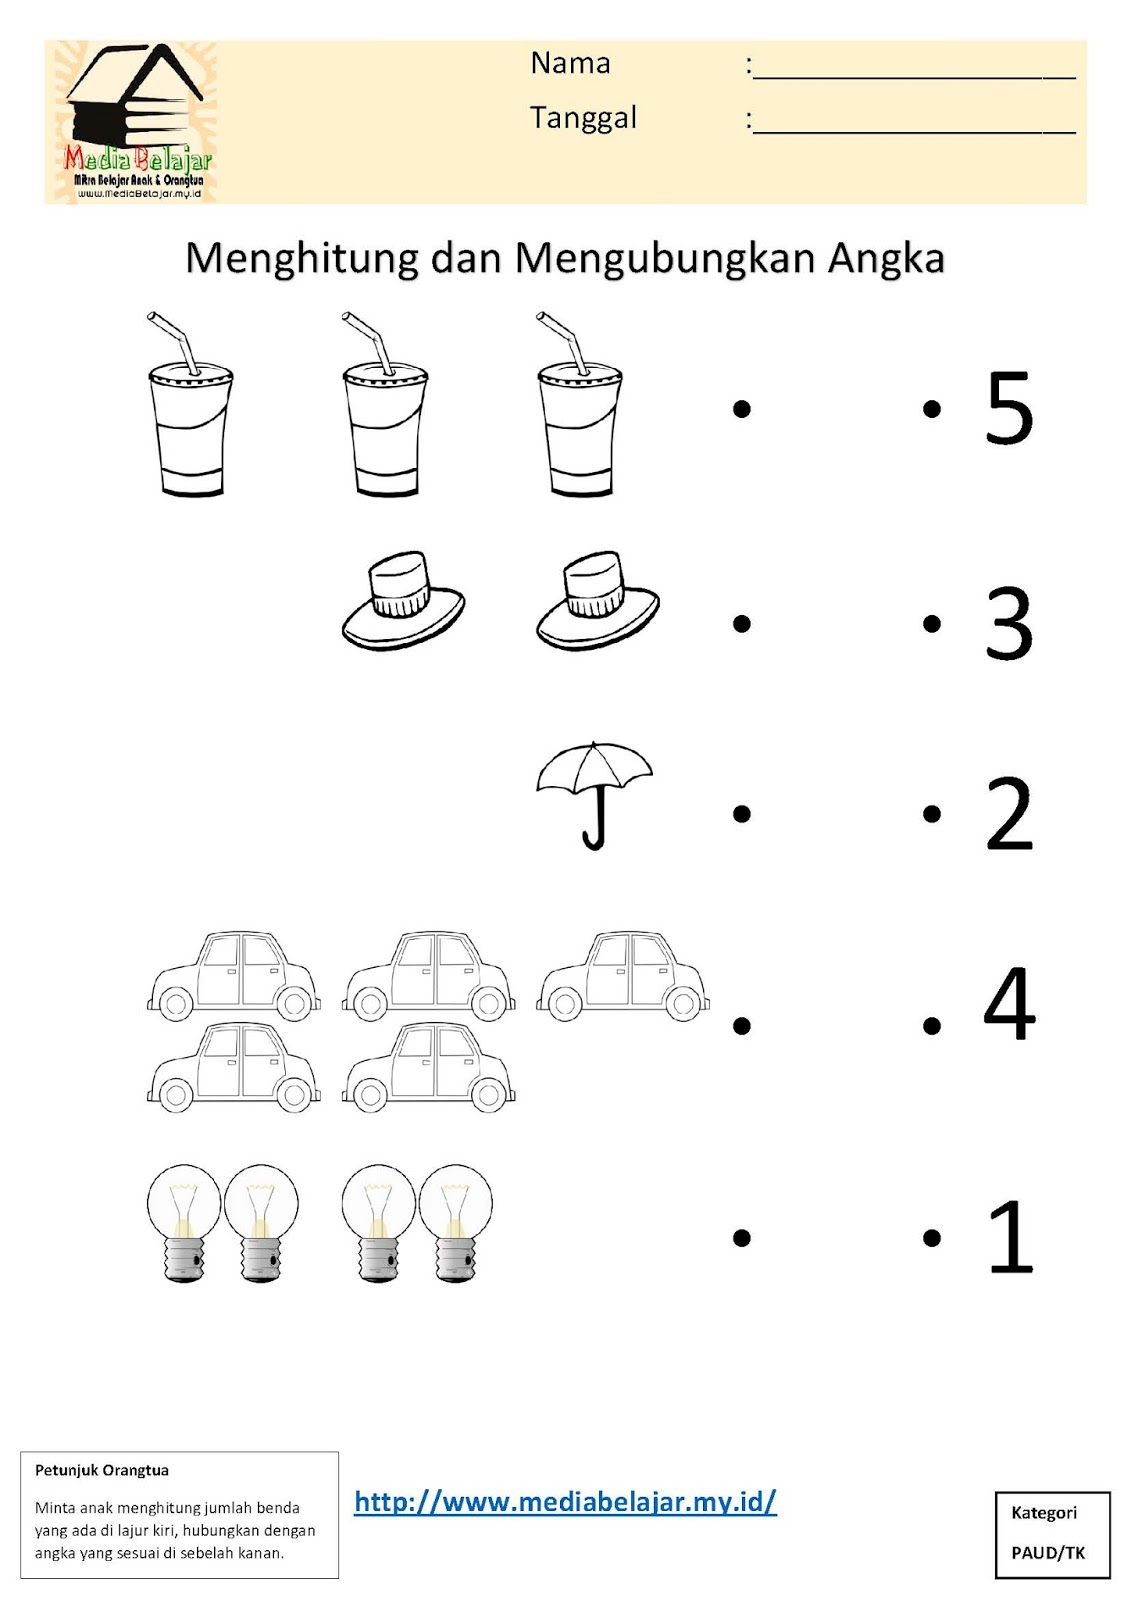 Nama :
Tanggal :
Media Belajar
Mitra Belajar Anak & Orangtua
www.MediaBelajar.my.id
Menghitung dan Mengubungkan Angka
5
3
2
4
1
Petunjuk Orangtua
Minta anak menghitung jumlah benda
yang ada di lajur kiri, hubungkan dengan
angka yang sesuai di sebelah kanan.
http://www.mediabelajar.my.id/
Kategori
PAUD/TK